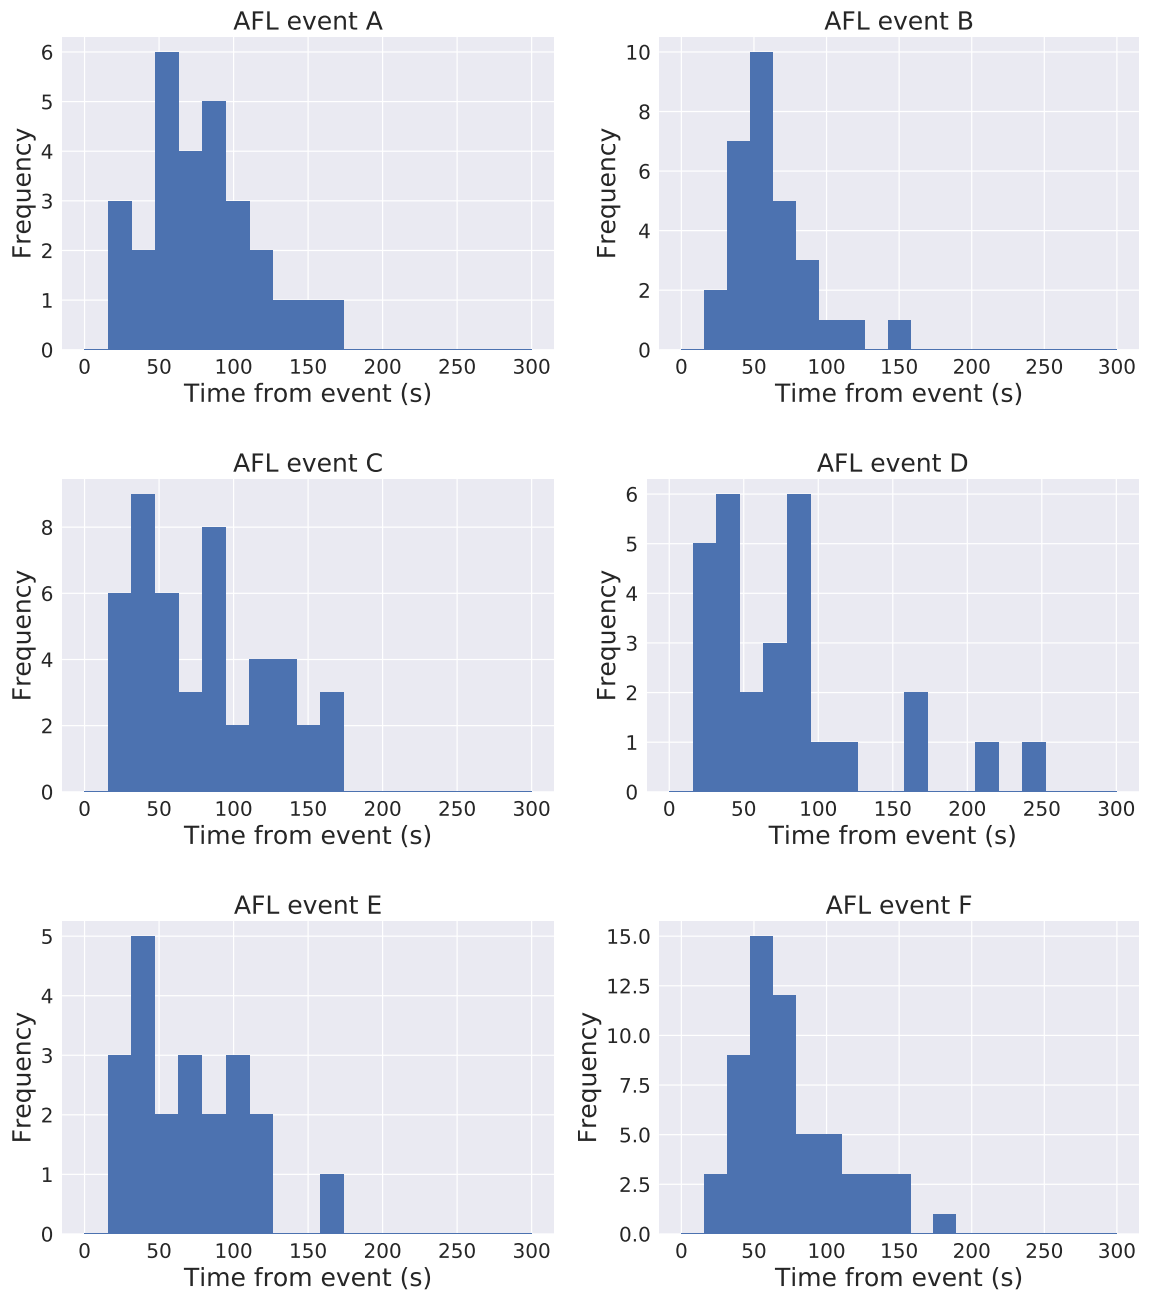 AFL event A
6
5
4
3
2
1
0
Frequency
0 50 100 150 200 250 300
Time from event (s)
AFL event B
10
8
6
4
2
0
Frequency
0 50 100 150 200 250 300
Time from event (s)
AFL event C
8
6
4
2
0
Frequency
0 50 100 150 200 250 300
Time from event (s)
AFL event D
6
5
4
3
2
1
0
Frequency
0 50 100 150 200 250 300
Time from event (s)
AFL event E
5
4
3
2
1
0
Frequency
0 50 100 150 200 250 300
Time from event (s)
AFL event F
15.0
12.5
10.0
7.5
5.0
2.5
0.0
Frequency
0 50 100 150 200 250 300
Time from event (s)